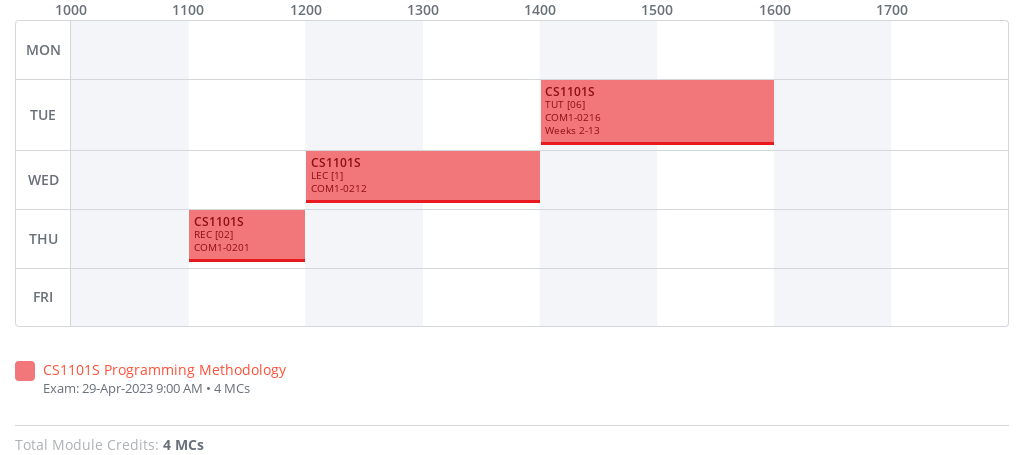 1000 1100 1200 1300 1400 1500 1600 1700
MON
TUE
CS1101S
TUT [06]
COM1-0216
Weeks 2-13
WED
CS1101S
LEC [1]
COM1-0212
THU
CS1101S
REC [02]
COM1-0201
FRI
CS1101S Programming Methodology
Exam: 29-Apr-2023 9:00 AM • 4 MCs
Total Module Credits: 4 MCs